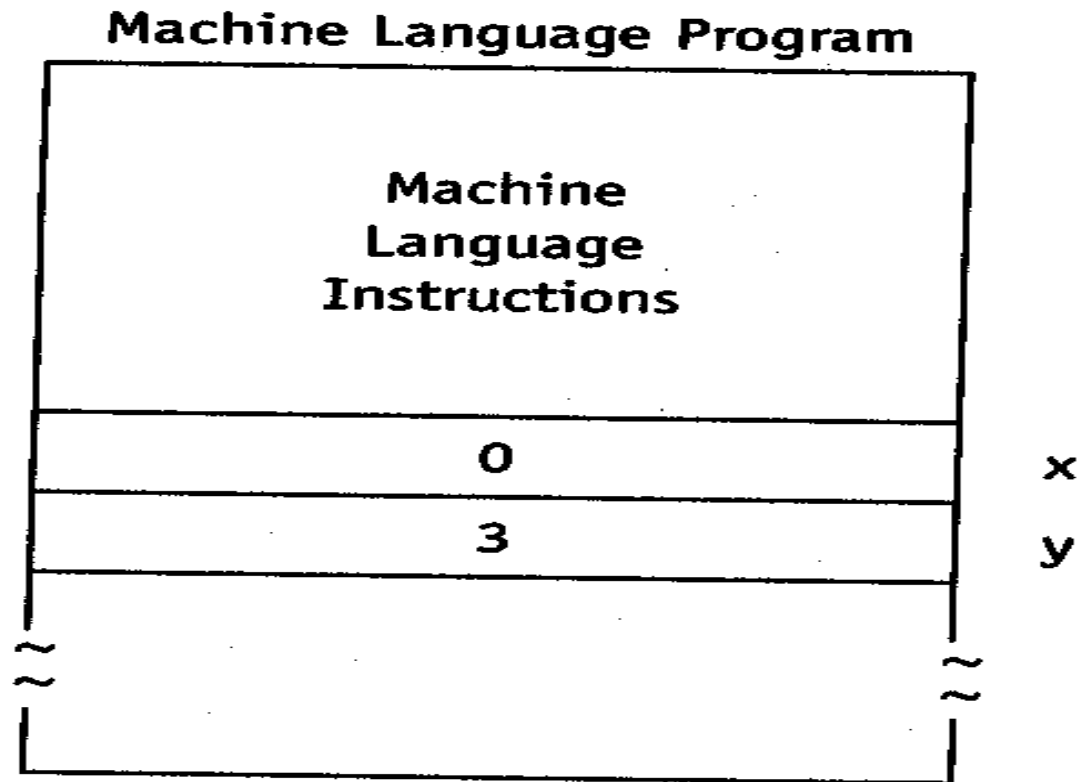 Machine Language Program
Machine
Language
Instructions
0 x
3 y